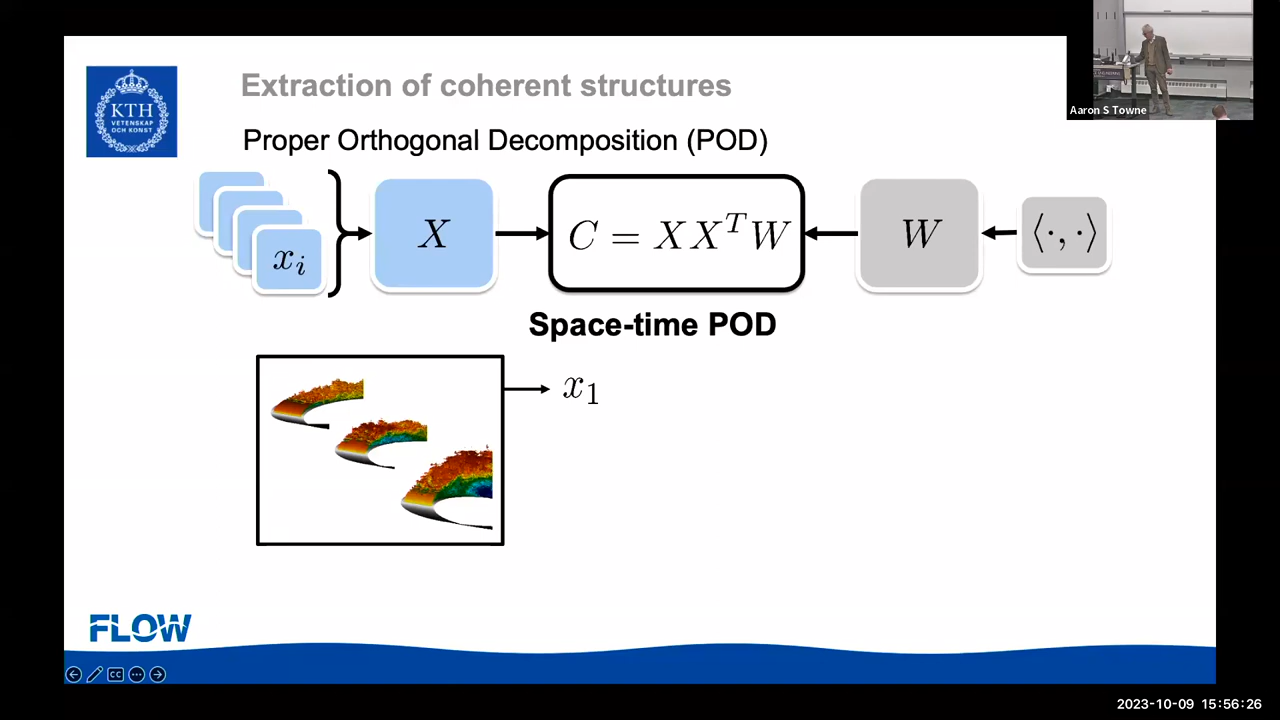 Extraction of coherent structures
KTH
VETENSKAP
OCH KONST
Proper Orthogonal Decomposition (POD)
x_i
X
C = XX^T W
W
⟨·, ·⟩
Space-time POD
x_1
FLOW
CC
Aaron S Towne
2023-10-09 15:56:26